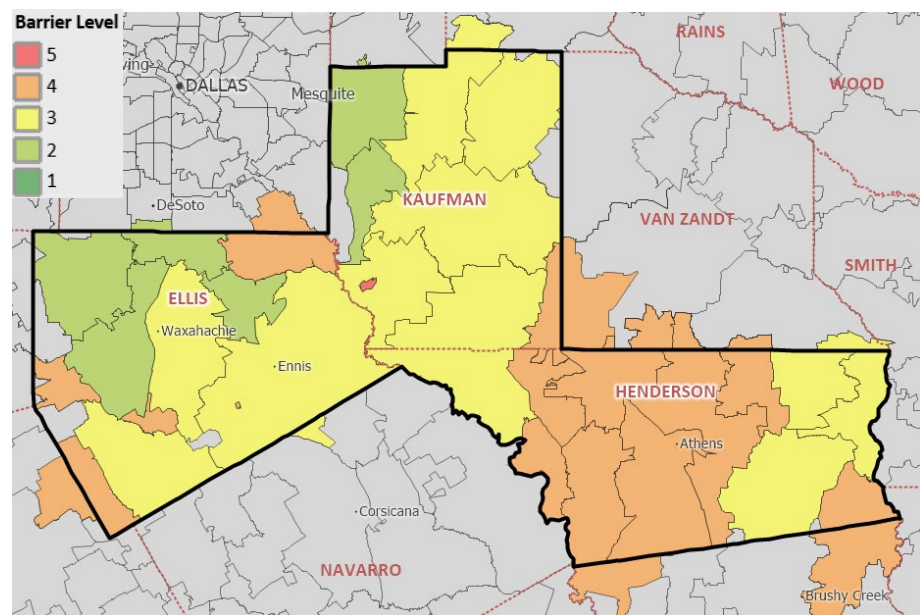 Barrier Level
5
4
3
2
1
ving
DALLAS
Mesquite
DeSoto
RAINS
WOOD
KAUFMAN
VAN ZANDT
SMITH
ELLIS
Waxahachie
Ennis
HENDERSON
Athens
Corsicana
NAVARRO
Brushy Creek